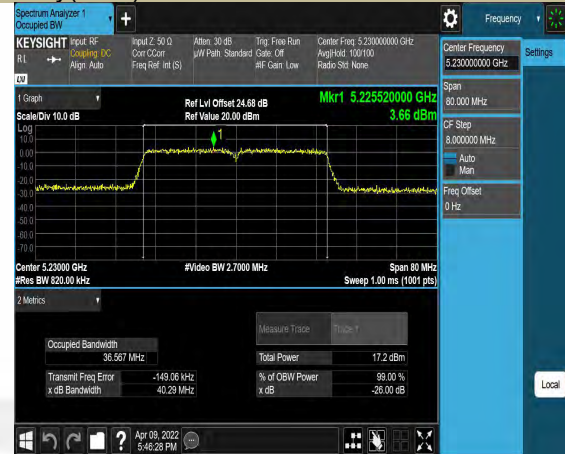 Spectrum Analyzer 1
Occupied BW
Frequency
KEYSIGHT
Input: RF
Coupling: DC
Align: Auto
Input Z: 50 Ω
Corr CCorr
Freq Ref: Int (S)
Atten: 30 dB
µW Path: Standard
Trig: Free Run
Gate: Off
#IF Gain: Low
Center Freq: 5.230000000 GHz
Avg|Hold: 100/100
Radio Std: None
RL
LXI
Center Frequency
5.230000000 GHz
Settings
Span
80.000 MHz
CF Step
8.000000 MHz
Auto
Man
Freq Offset
0 Hz
Local
1 Graph
Scale/Div 10.0 dB
Ref Lvl Offset 24.68 dB
Ref Value 20.00 dBm
Mkr1 5.225520000 GHz
3.66 dBm
Log
10.0
0.00
-10.0
-20.0
-30.0
-40.0
-50.0
-60.0
-70.0
1
Center 5.23000 GHz
#Res BW 820.00 kHz
#Video BW 2.7000 MHz
Span 80 MHz
Sweep 1.00 ms (1001 pts)
2 Metrics
Measure Trace
Trace 1
Occupied Bandwidth
36.567 MHz
Total Power
17.2 dBm
Transmit Freq Error
-149.06 kHz
% of OBW Power
99.00 %
x dB Bandwidth
40.29 MHz
x dB
-26.00 dB
?
Apr 09, 2022
5:46:28 PM